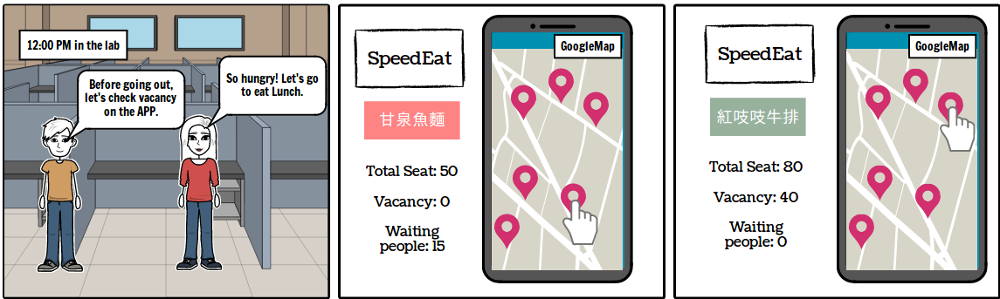 12:00 PM in the lab
Before going out,
let's check vacancy
on the APP.
So hungry! Let's go
to eat Lunch.
SpeedEat
甘泉魚麵
Total Seat: 50
Vacancy: 0
Waiting
people: 15
GoogleMap
SpeedEat
紅吱吱牛排
Total Seat: 80
Vacancy: 40
Waiting
people: 0
GoogleMap